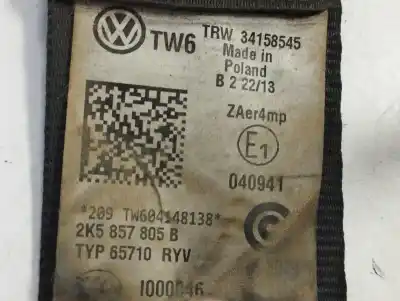 VW TW6 TRW 34158545
Made in
Poland
B 2 22/13
ZAer4mp
E1
040941
*209 TW604148138*
2K5 857 805 B
TYP 65710 RYV